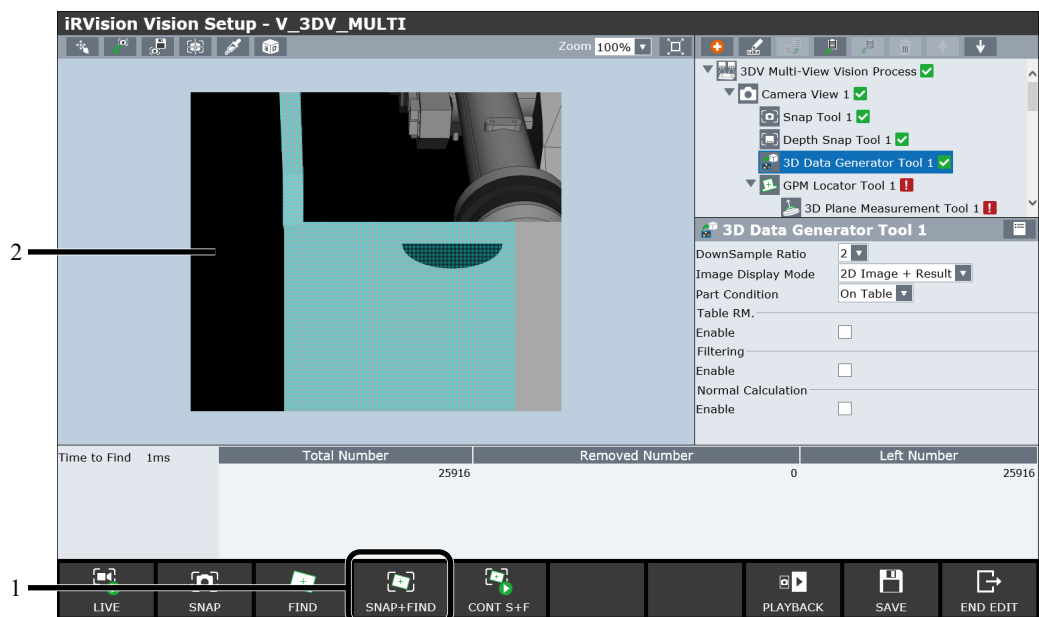 iRVision Vision Setup - V_3DV_MULTI
Zoom 100%
3DV Multi-View Vision Process
Camera View 1
Snap Tool 1
Depth Snap Tool 1
3D Data Generator Tool 1
GPM Locator Tool 1
3D Plane Measurement Tool 1
3D Data Generator Tool 1
DownSample Ratio 2
Image Display Mode 2D Image + Result
Part Condition On Table
Table RM.
Enable
Filtering
Enable
Normal Calculation
Enable
2
Time to Find 1ms
Total Number Removed Number Left Number
25916 0 25916
1
LIVE SNAP FIND SNAP+FIND CONT S+F PLAYBACK SAVE END EDIT